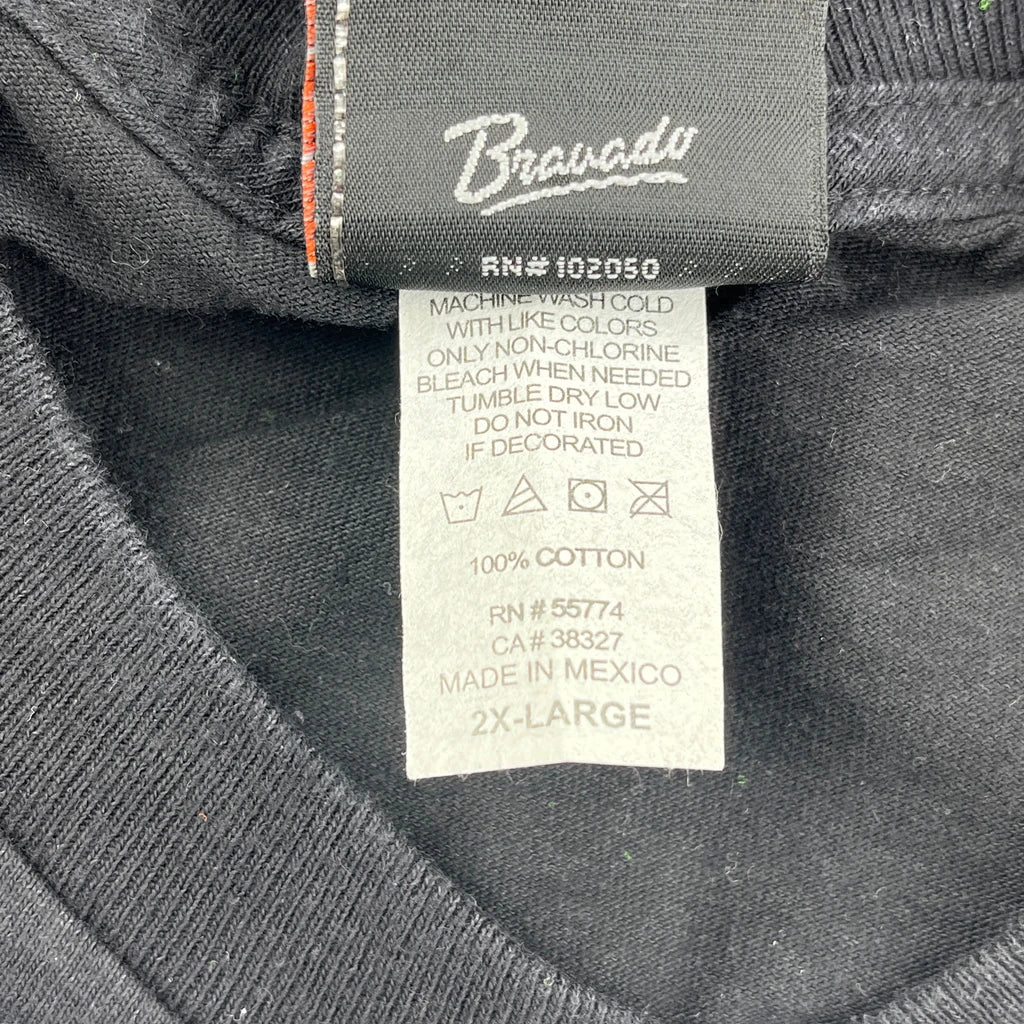 Bravado
RN#102050
MACHINE WASH COLD
WITH LIKE COLORS
ONLY NON-CHLORINE
BLEACH WHEN NEEDED
TUMBLE DRY LOW
DO NOT IRON
IF DECORATED
100% COTTON
RN # 55774
CA # 38327
MADE IN MEXICO
2X-LARGE